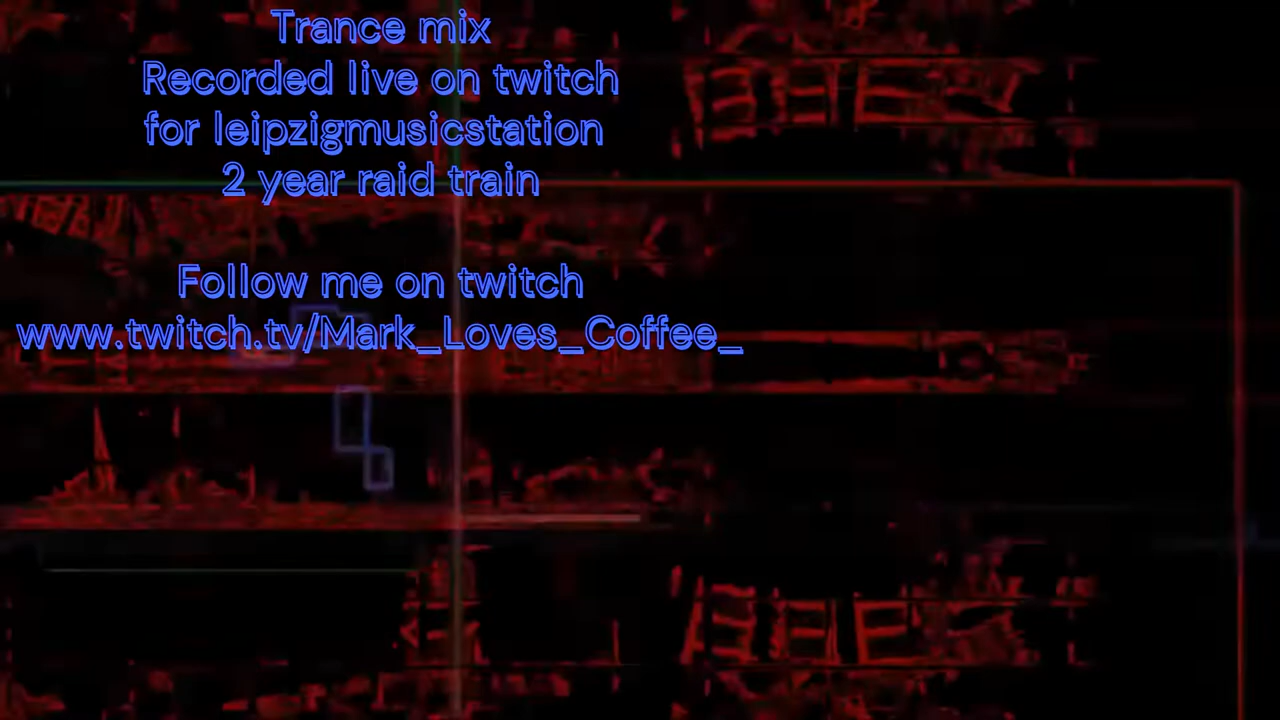 Trance mix
Recorded live on twitch
for leipzigmusicstation
2 year raid train
Follow me on twitch
www.twitch.tv/Mark_Loves_Coffee_